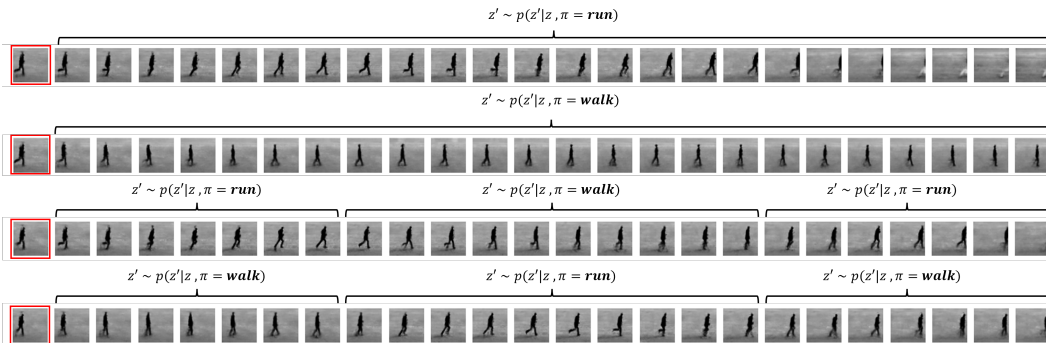 z′ ~ p(z′|z , π = run)
z′ ~ p(z′|z , π = walk)
z′ ~ p(z′|z , π = run) z′ ~ p(z′|z , π = walk) z′ ~ p(z′|z , π = run)
z′ ~ p(z′|z , π = walk) z′ ~ p(z′|z , π = run) z′ ~ p(z′|z , π = walk)